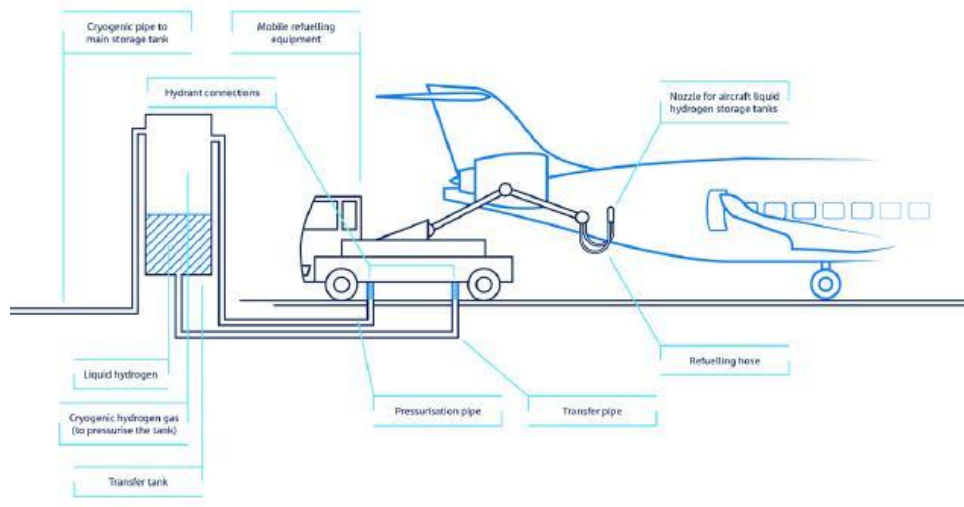 Cryogenic pipe to
main storage tank
Mobile refuelling
equipment
Hydrant connections
Nozzle for aircraft liquid
hydrogen storage tanks
Liquid hydrogen
Refuelling hose
Cryogenic hydrogen gas
(to pressurise the tank)
Pressurisation pipe
Transfer pipe
Transfer tank